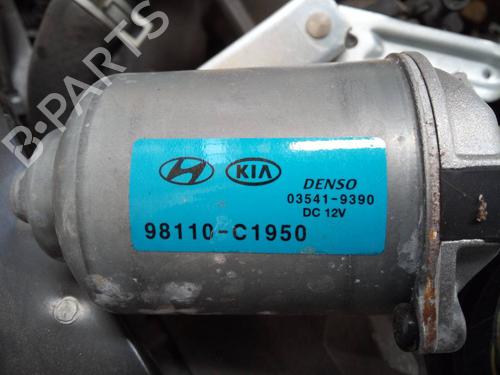 B-PARTS
KIA
DENSO
03541-9390
DC 12V
98110-C1950